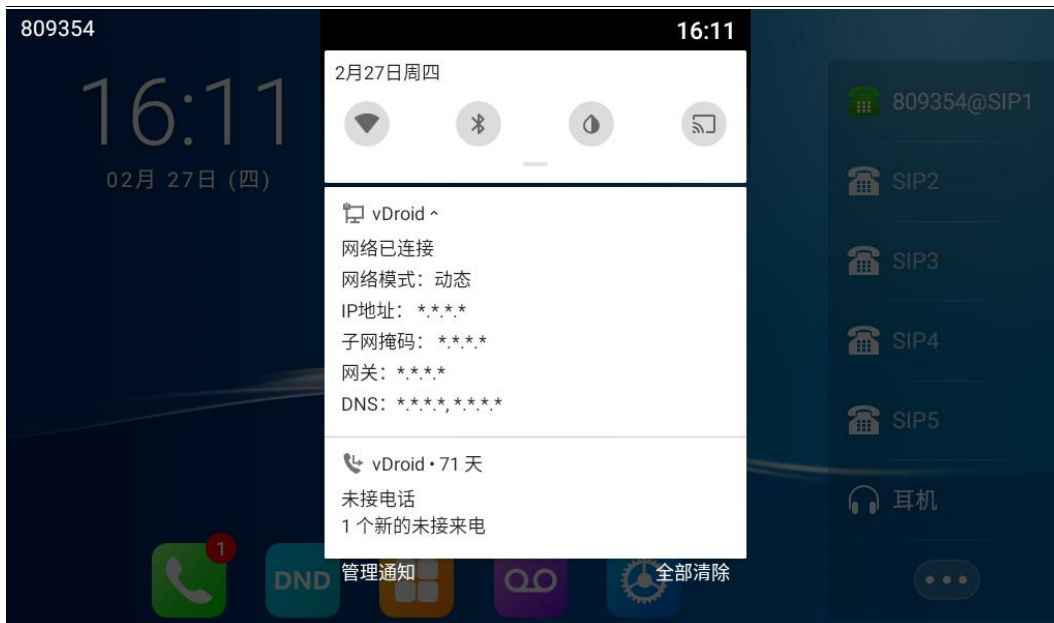 809354
16:11
16:11
02月 27日 (四)
2月27日周四
vDroid
网络已连接
网络模式：动态
IP地址： *.*.*.*
子网掩码： *.*.*.*
网关：*.*.*.*
DNS：*.*.*.*, *.*.*.*
vDroid • 71 天
未接电话
1 个新的未接来电
管理通知
全部清除
809354@SIP1
SIP2
SIP3
SIP4
SIP5
耳机
1
DND